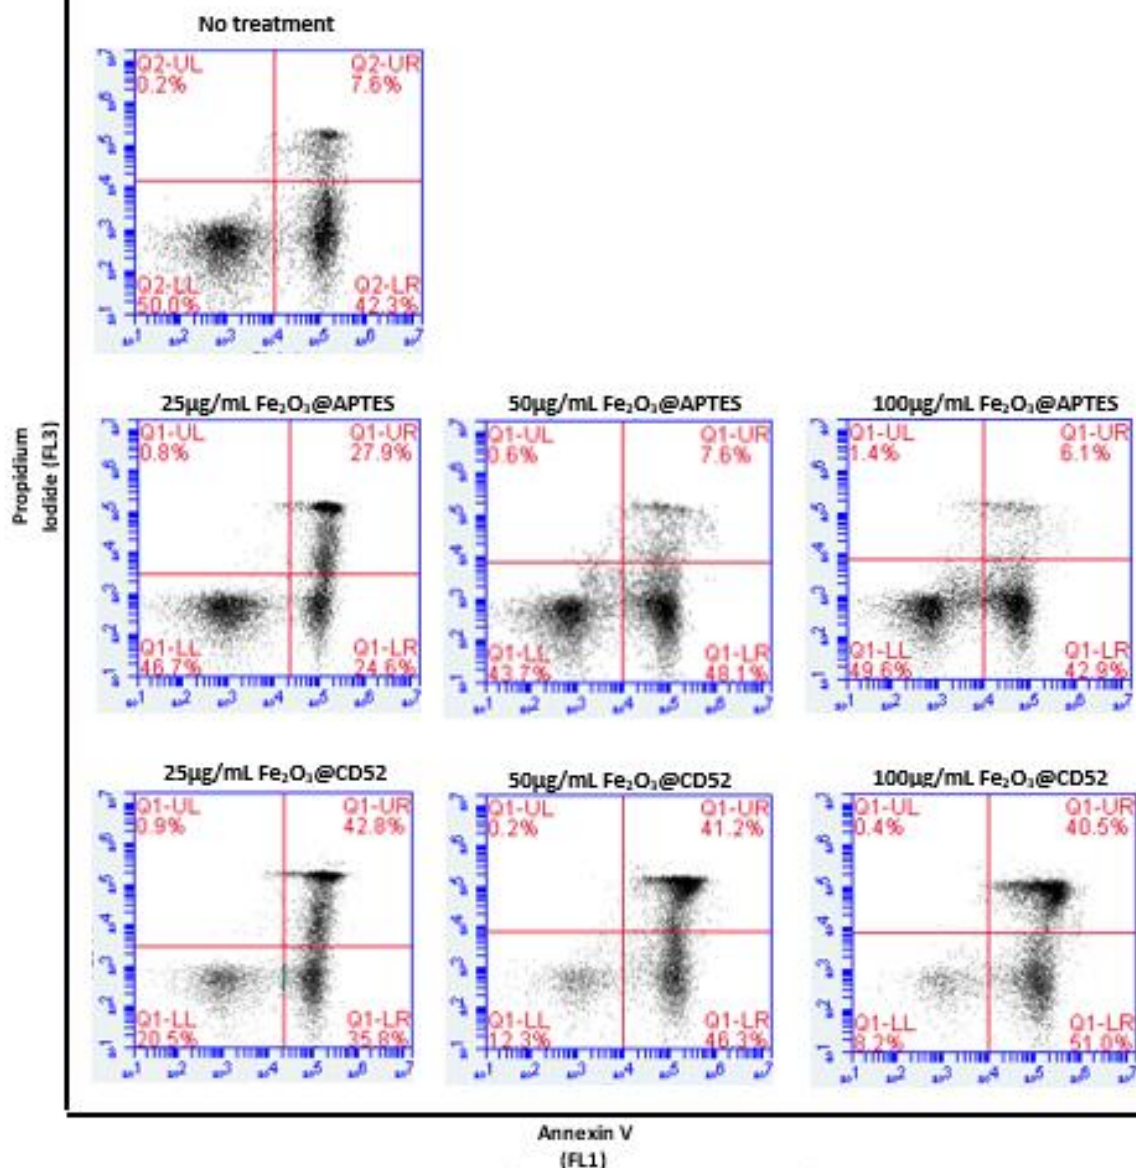 No treatment
Q2-UL
0.2%
Q2-UR
7.6%
Q2-LL
50.0%
Q2-LR
42.3%
25µg/mL Fe₂O₃@APTES
Q1-UL
0.8%
Q1-UR
27.9%
Q1-LL
46.7%
Q1-LR
24.6%
50µg/mL Fe₂O₃@APTES
Q1-UL
0.6%
Q1-UR
7.6%
Q1-LL
43.7%
Q1-LR
48.1%
100µg/mL Fe₂O₃@APTES
Q1-UL
1.4%
Q1-UR
6.1%
Q1-LL
49.6%
Q1-LR
42.9%
Propidium
Iodide (FL3)
25µg/mL Fe₂O₃@CD52
Q1-UL
0.9%
Q1-UR
42.8%
Q1-LL
20.5%
Q1-LR
35.8%
50µg/mL Fe₂O₃@CD52
Q1-UL
0.2%
Q1-UR
41.2%
Q1-LL
12.3%
Q1-LR
46.3%
100µg/mL Fe₂O₃@CD52
Q1-UL
0.4%
Q1-UR
40.5%
Q1-LL
8.2%
Q1-LR
51.0%
Annexin V
(FL1)